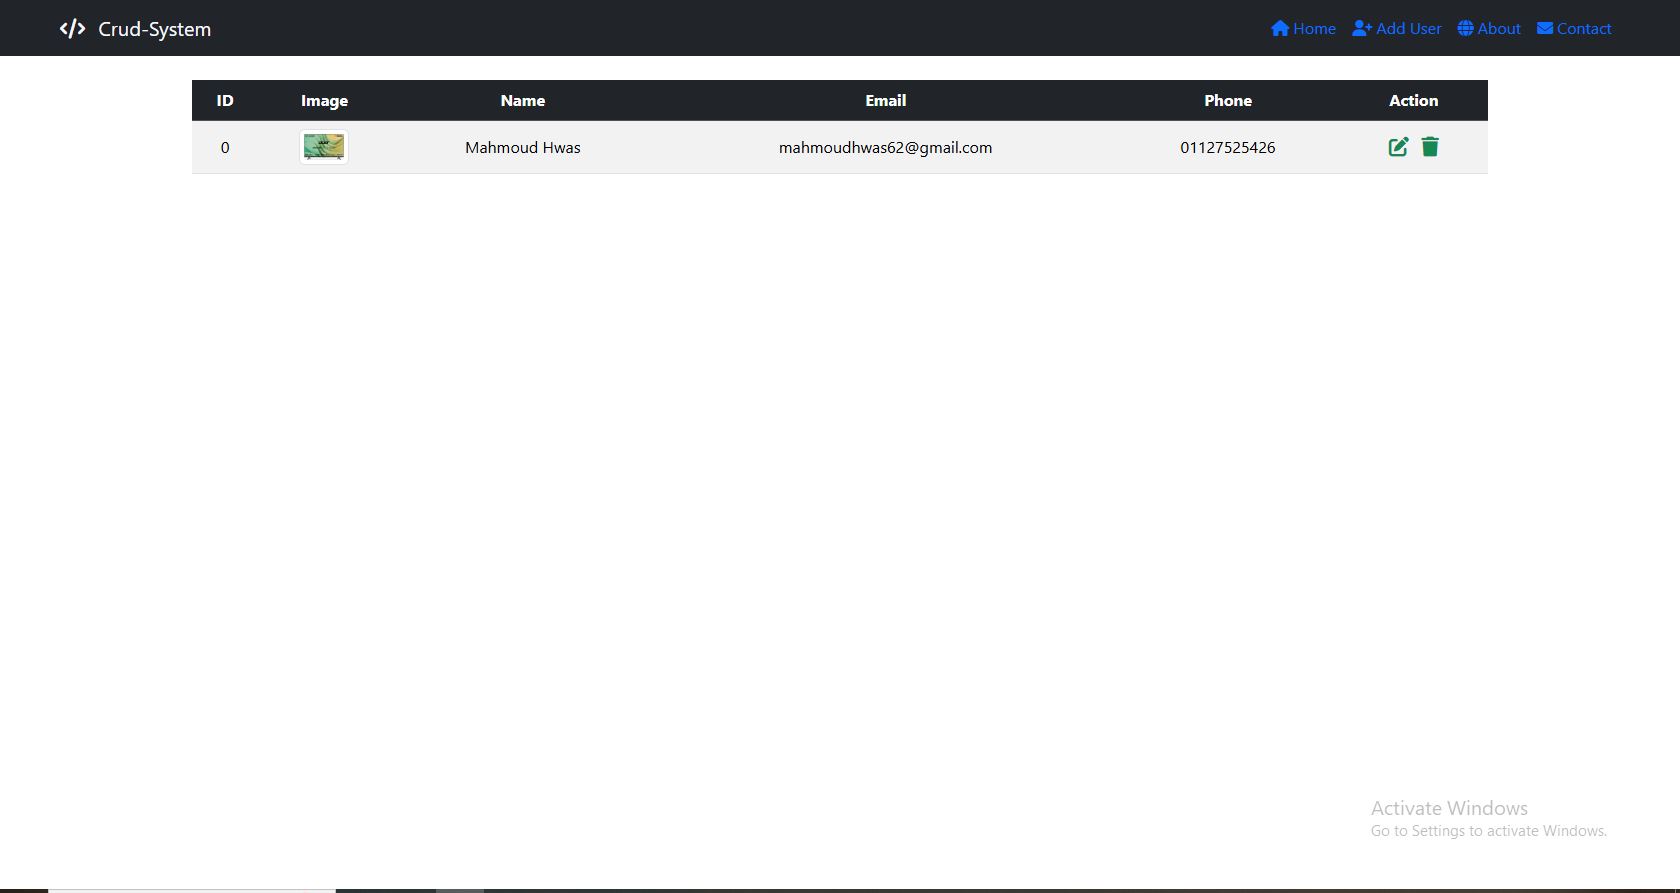 </> Crud-System Home Add User About Contact
ID Image Name Email Phone Action
0 Mahmoud Hwas mahmoudhwas62@gmail.com 01127525426
Activate Windows
Go to Settings to activate Windows.